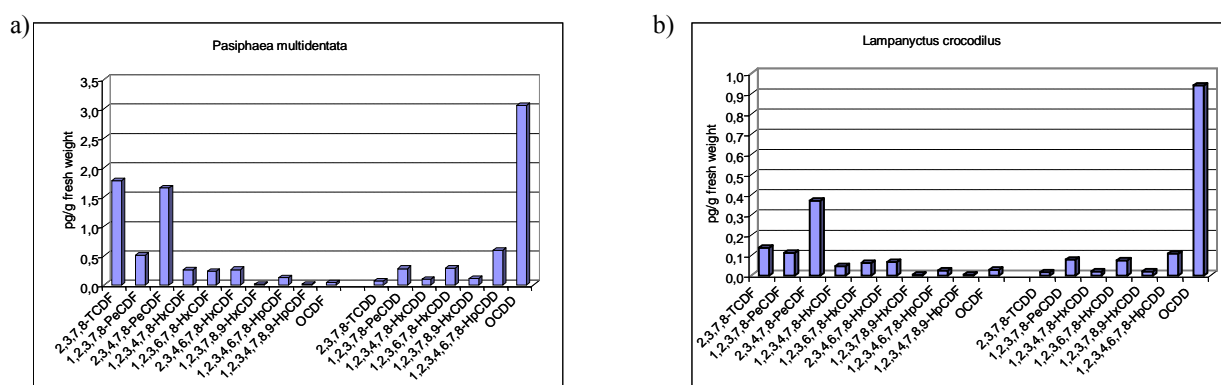 a)
Pasiphaea multidentata
pg/g fresh weight
3,5
3,0
2,5
2,0
1,5
1,0
0,5
0,0
2,3,7,8-TCDF
1,2,3,7,8-PeCDF
2,3,4,7,8-PeCDF
1,2,3,4,7,8-HxCDF
1,2,3,6,7,8-HxCDF
2,3,4,6,7,8-HxCDF
1,2,3,7,8,9-HxCDF
1,2,3,4,6,7,8-HpCDF
1,2,3,4,7,8,9-HpCDF
OCDF
2,3,7,8-TCDD
1,2,3,7,8-PeCDD
1,2,3,4,7,8-HxCDD
1,2,3,6,7,8-HxCDD
1,2,3,7,8,9-HxCDD
1,2,3,4,6,7,8-HpCDD
OCDD
b)
Lampanyctus crocodilus
pg/g fresh weight
1,0
0,9
0,8
0,7
0,6
0,5
0,4
0,3
0,2
0,1
0,0
2,3,7,8-TCDF
1,2,3,7,8-PeCDF
2,3,4,7,8-PeCDF
1,2,3,4,7,8-HxCDF
1,2,3,6,7,8-HxCDF
2,3,4,6,7,8-HxCDF
1,2,3,7,8,9-HxCDF
1,2,3,4,6,7,8-HpCDF
1,2,3,4,7,8,9-HpCDF
OCDF
2,3,7,8-TCDD
1,2,3,7,8-PeCDD
1,2,3,4,7,8-HxCDD
1,2,3,6,7,8-HxCDD
1,2,3,7,8,9-HxCDD
1,2,3,4,6,7,8-HpCDD
OCDD